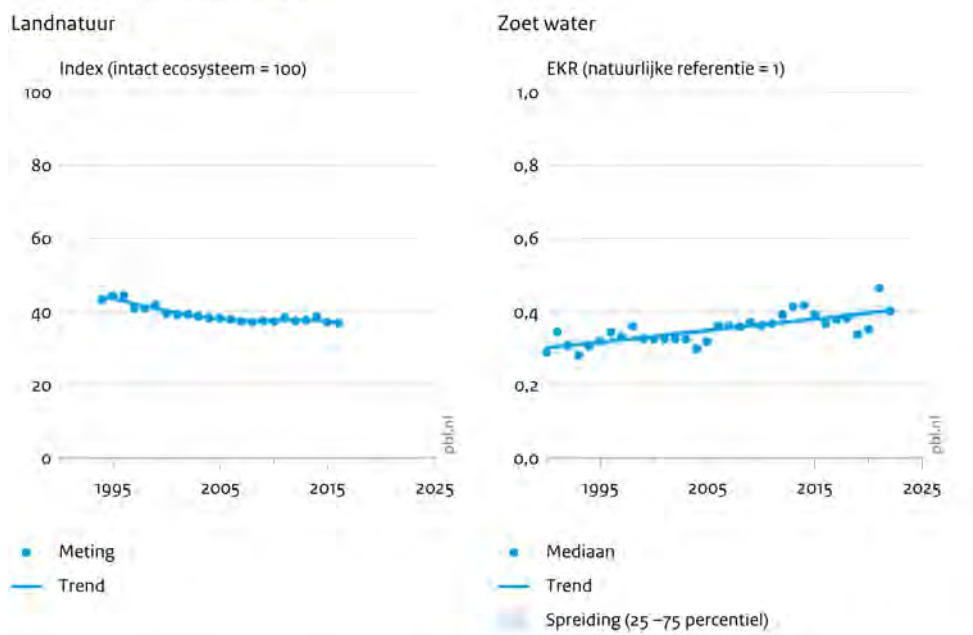 Landnatuur
Index (intact ecosysteem = 100)
100
80
60
40
20
0
1995 2005 2015 2025
pbl.nl
Meting
Trend
Zoet water
EKR (natuurlijke referentie = 1)
1,0
0,8
0,6
0,4
0,2
0,0
1995 2005 2015 2025
pbl.nl
Mediaan
Trend
Spreiding (25 –75 percentiel)